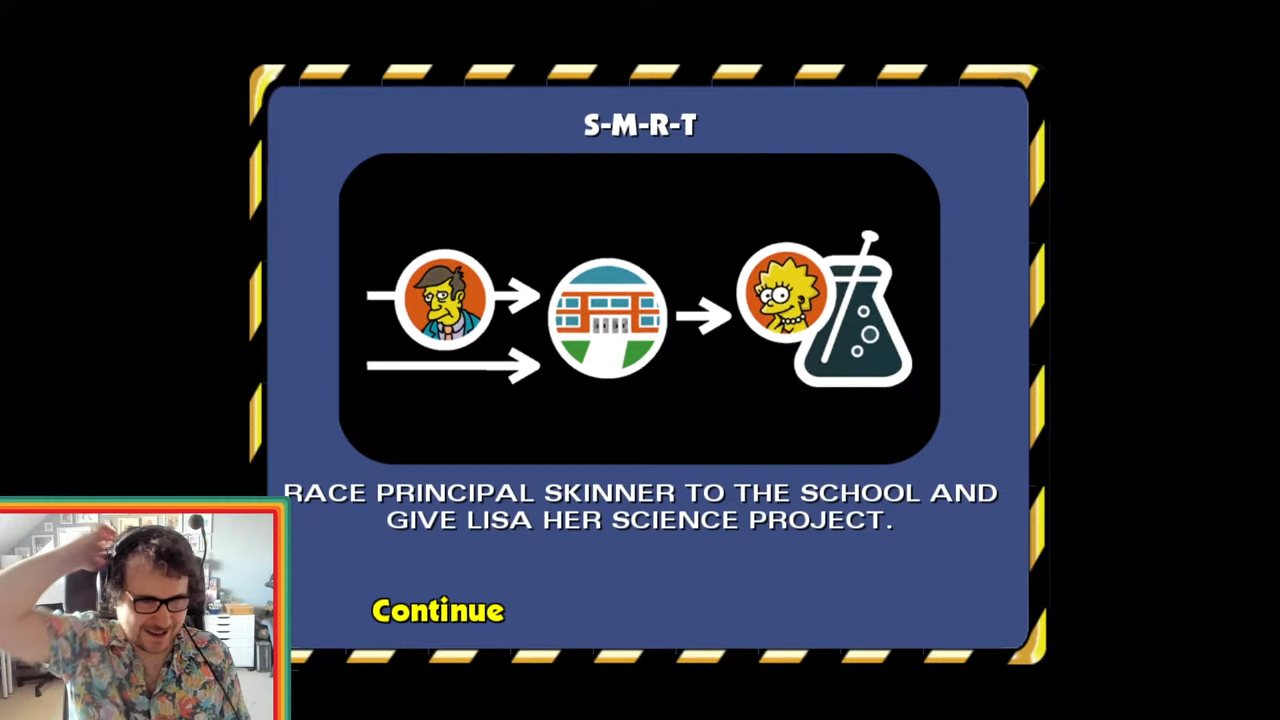 S-M-R-T
RACE PRINCIPAL SKINNER TO THE SCHOOL AND
GIVE LISA HER SCIENCE PROJECT.
Continue